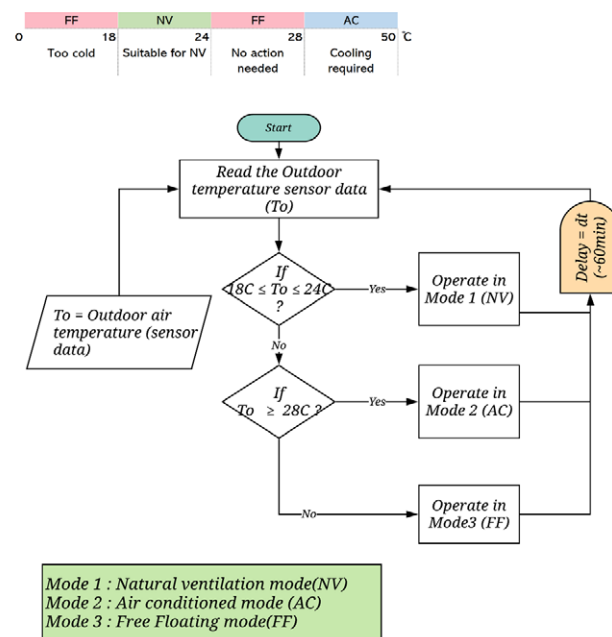 FF NV FF AC
0 18 24 28 50 °C
Too cold Suitable for NV No action Cooling
needed required
Start
Read the Outdoor
temperature sensor data
(To)
Delay = dt
(~60min)
If
18C ≤ To ≤ 24C
?
Yes
Operate in
Mode 1 (NV)
To = Outdoor air
temperature (sensor
data)
No
If
To ≥ 28C ?
Yes
Operate in
Mode 2 (AC)
No
Operate in
Mode3 (FF)
Mode 1 : Natural ventilation mode(NV)
Mode 2 : Air conditioned mode (AC)
Mode 3 : Free Floating mode(FF)